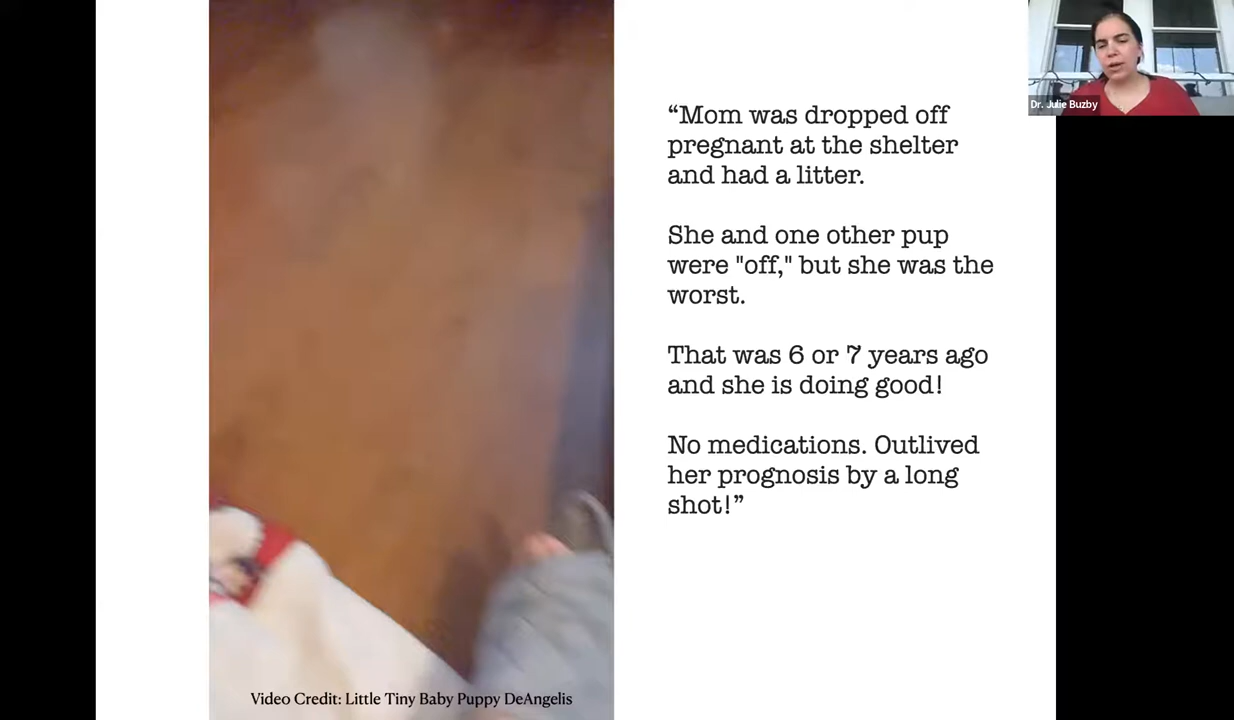 Dr. Julie Buzby
“Mom was dropped off
pregnant at the shelter
and had a litter.
She and one other pup
were "off," but she was the
worst.
That was 6 or 7 years ago
and she is doing good!
No medications. Outlived
her prognosis by a long
shot!”
Video Credit: Little Tiny Baby Puppy DeAngelis